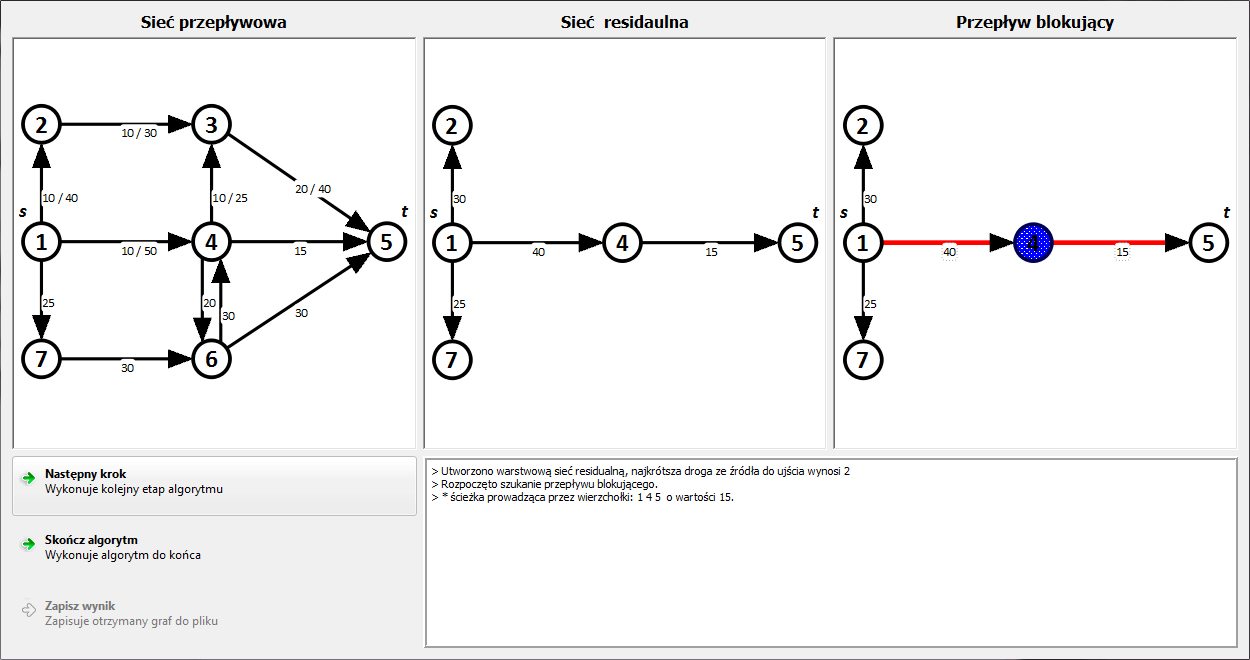 Sieć przepływowa
2
3
10 / 30
10 / 40
10 / 25
20 / 40
s
t
1
4
5
10 / 50
15
25
20
30
30
7
6
30
Sieć residaulna
2
30
s
t
1
4
5
40
15
25
7
Przepływ blokujący
2
30
s
t
1
4
5
40
15
25
7
Następny krok
Wykonuje kolejny etap algorytmu
Skończ algorytm
Wykonuje algorytm do końca
Zapisz wynik
Zapisuje otrzymany graf do pliku
> Utworzono warstwową sieć residualną, najkrótsza droga ze źródła do ujścia wynosi 2
> Rozpoczęto szukanie przepływu blokującego.
> * ścieżka prowadząca przez wierzchołki: 1 4 5 o wartości 15.